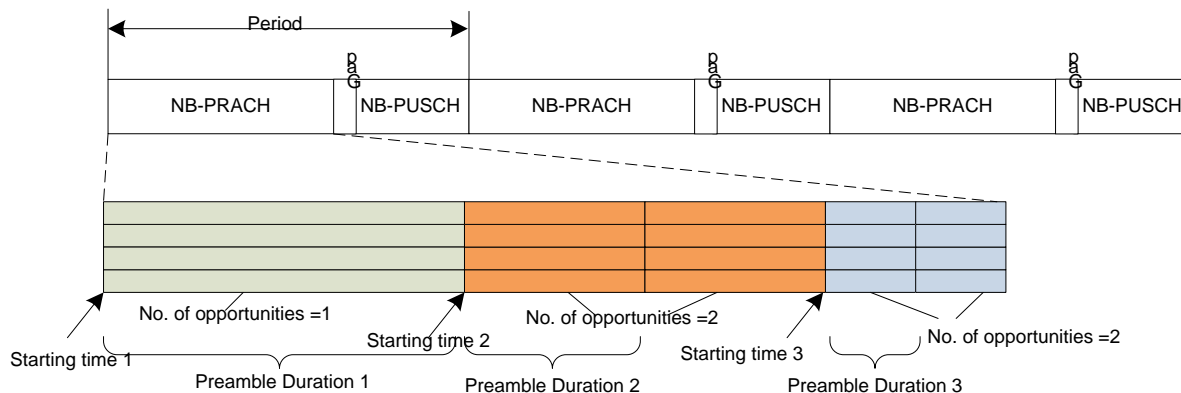 Period
Gap
Gap
Gap
NB-PRACH
NB-PUSCH
NB-PRACH
NB-PUSCH
NB-PRACH
NB-PUSCH
No. of opportunities =1
No. of opportunities =2
No. of opportunities =2
Starting time 1
Starting time 2
Starting time 3
Preamble Duration 1
Preamble Duration 2
Preamble Duration 3